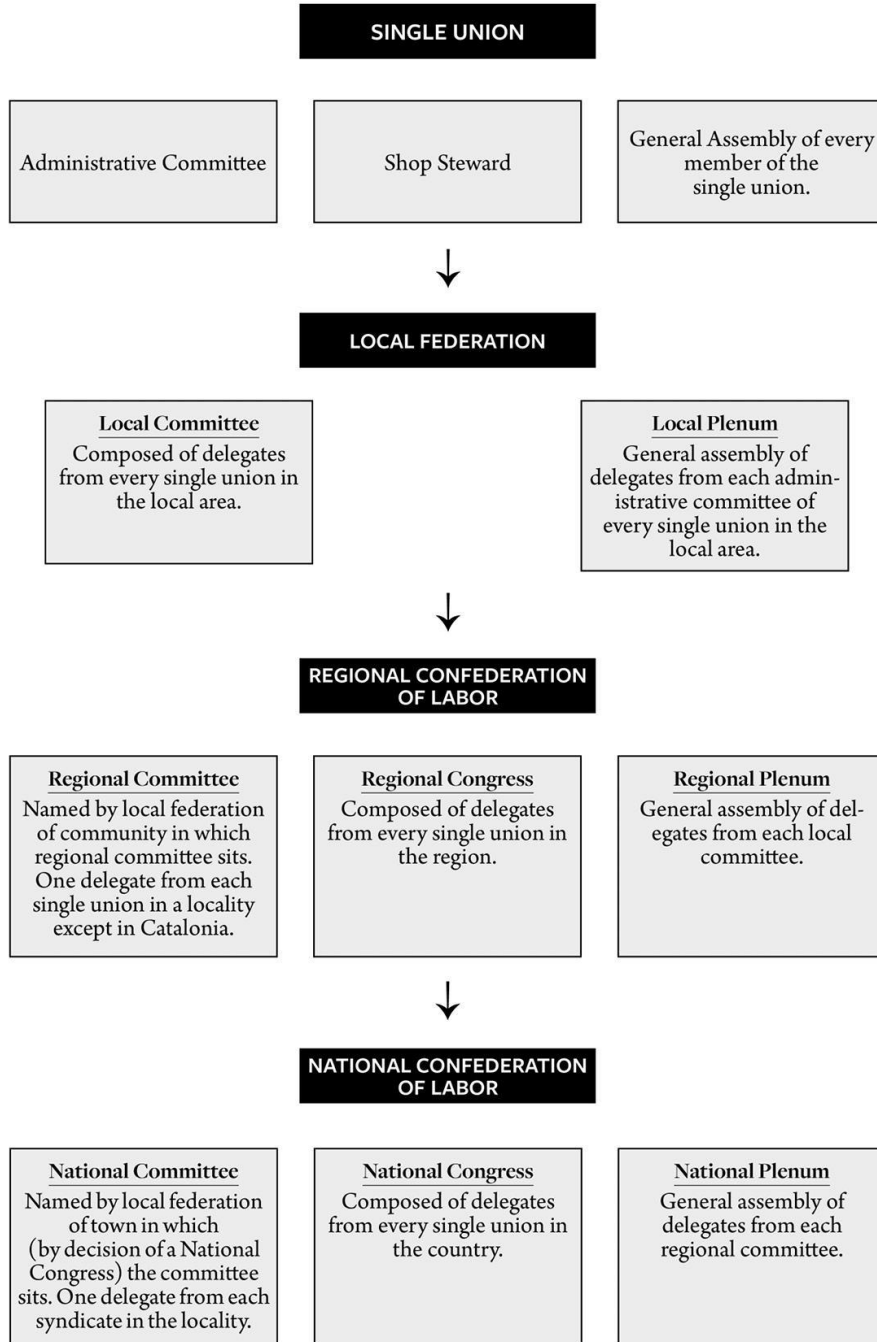 SINGLE UNION
Administrative Committee
Shop Steward
General Assembly of every
member of the
single union.
LOCAL FEDERATION
Local Committee
Composed of delegates
from every single union in
the local area.
Local Plenum
General assembly of
delegates from each admin-
istrative committee of
every single union in the
local area.
REGIONAL CONFEDERATION
OF LABOR
Regional Committee
Named by local federation
of community in which
regional committee sits.
One delegate from each
single union in a locality
except in Catalonia.
Regional Congress
Composed of delegates
from every single union in
the region.
Regional Plenum
General assembly of del-
egates from each local
committee.
NATIONAL CONFEDERATION
OF LABOR
National Committee
Named by local federation
of town in which
(by decision of a National
Congress) the committee
sits. One delegate from each
syndicate in the locality.
National Congress
Composed of delegates
from every single union in
the country.
National Plenum
General assembly of
delegates from each
regional committee.